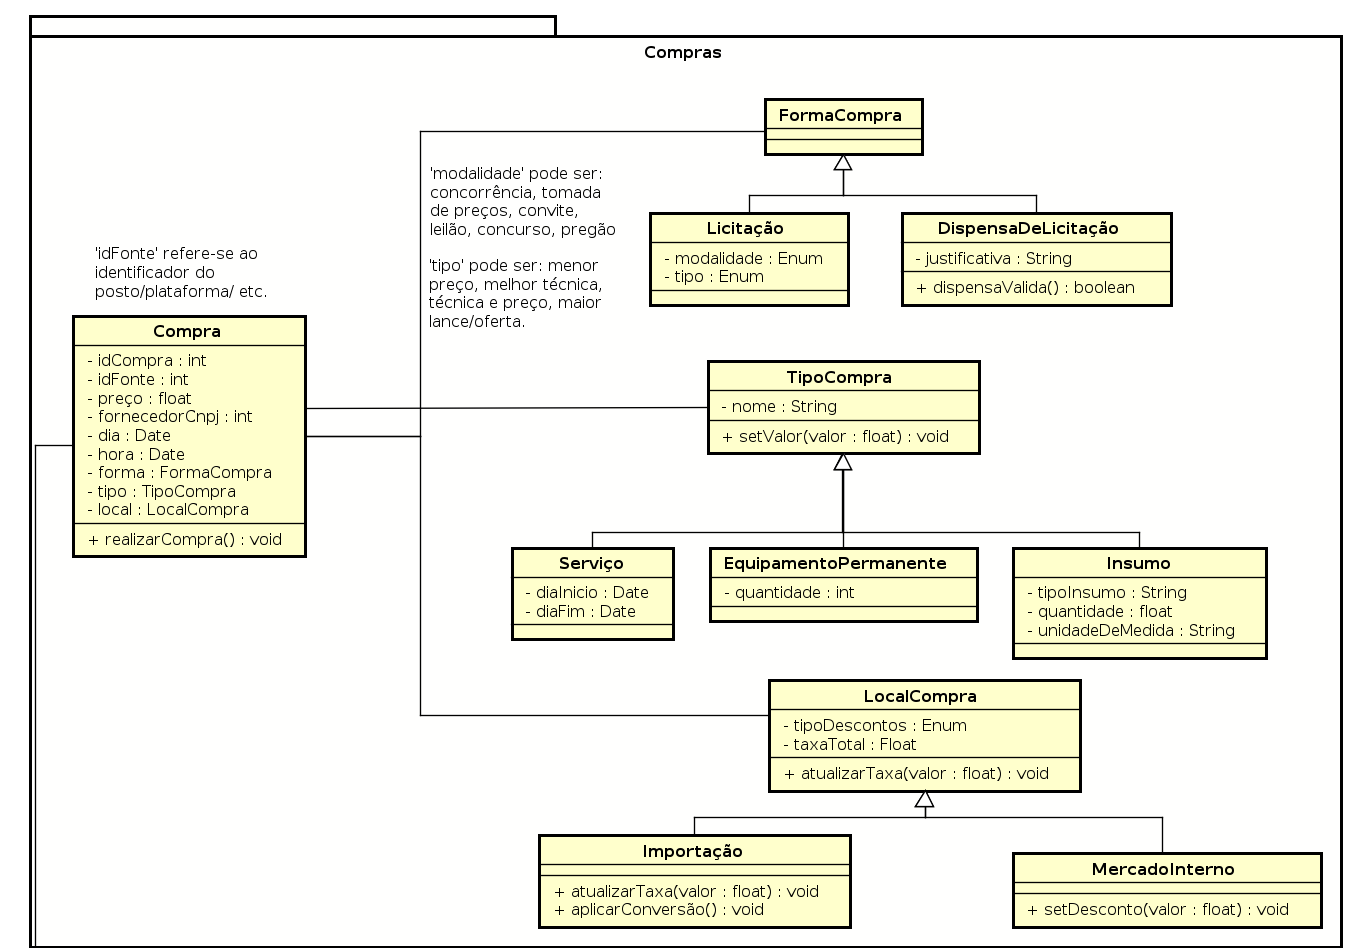 Compras
FormaCompra
'modalidade' pode ser:
concorrência, tomada
de preços, convite,
leilão, concurso, pregão
'tipo' pode ser: menor
preço, melhor técnica,
técnica e preço, maior
lance/oferta.
Licitação
- modalidade : Enum
- tipo : Enum
DispensaDeLicitação
- justificativa : String
+ dispensaValida() : boolean
'idFonte' refere-se ao
identificador do
posto/plataforma/ etc.
Compra
- idCompra : int
- idFonte : int
- preço : float
- fornecedorCnpj : int
- dia : Date
- hora : Date
- forma : FormaCompra
- tipo : TipoCompra
- local : LocalCompra
+ realizarCompra() : void
TipoCompra
- nome : String
+ setValor(valor : float) : void
Serviço
- diaInicio : Date
- diaFim : Date
EquipamentoPermanente
- quantidade : int
Insumo
- tipoInsumo : String
- quantidade : float
- unidadeDeMedida : String
LocalCompra
- tipoDescontos : Enum
- taxaTotal : Float
+ atualizarTaxa(valor : float) : void
Importação
+ atualizarTaxa(valor : float) : void
+ aplicarConversão() : void
MercadoInterno
+ setDesconto(valor : float) : void